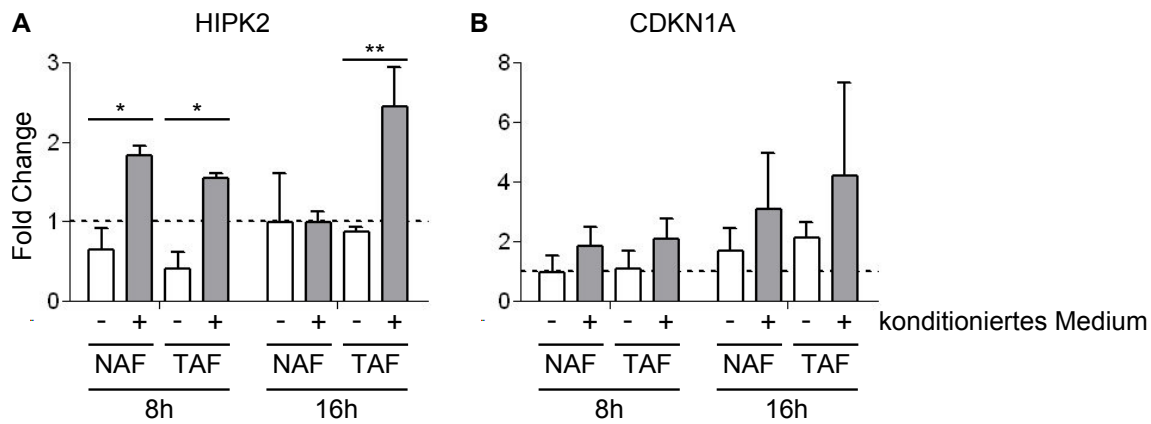 A HIPK2
Fold Change
3
2
1
0
* * **
- + - + - + - +
NAF TAF NAF TAF
8h 16h
B CDKN1A
8
6
4
2
0
- + - + - + - + konditioniertes Medium
NAF TAF NAF TAF
8h 16h